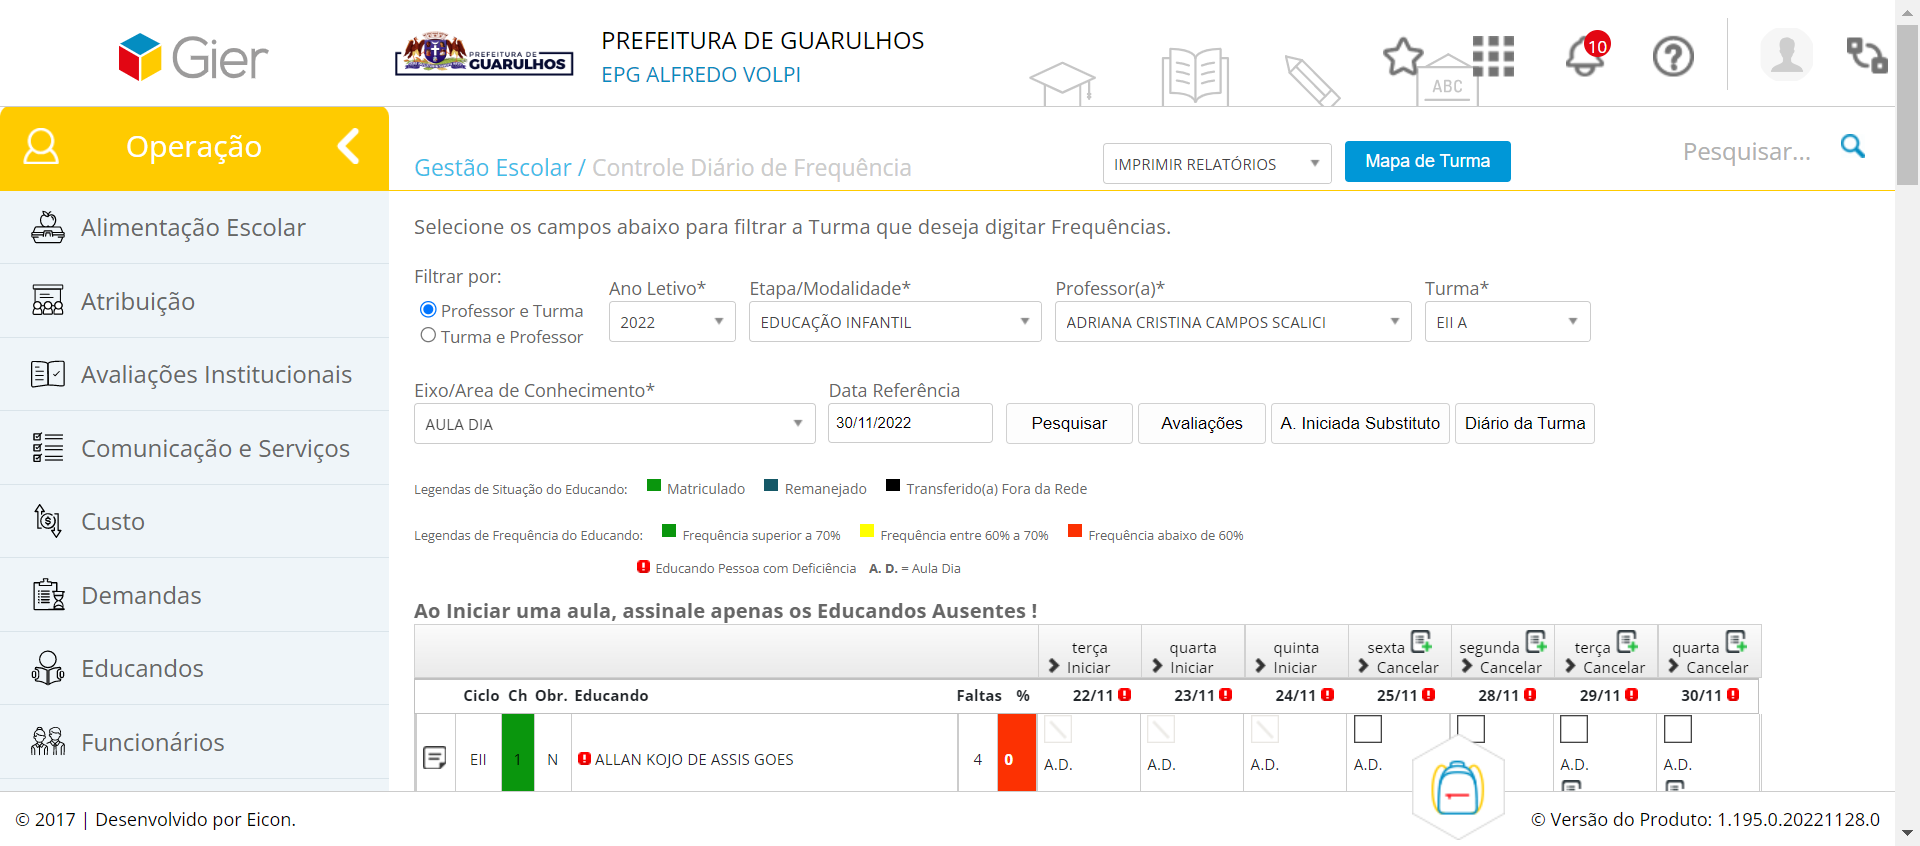 Gier
PREFEITURA DE
GUARULHOS
PREFEITURA DE GUARULHOS
EPG ALFREDO VOLPI
ABC
10
Operação
Gestão Escolar / Controle Diário de Frequência
IMPRIMIR RELATÓRIOS
Mapa de Turma
Pesquisar...
Alimentação Escolar
Atribuição
Avaliações Institucionais
Comunicação e Serviços
Custo
Demandas
Educandos
Funcionários
Selecione os campos abaixo para filtrar a Turma que deseja digitar Frequências.
Filtrar por:
Professor e Turma
Turma e Professor
Ano Letivo*
2022
Etapa/Modalidade*
EDUCAÇÃO INFANTIL
Professor(a)*
ADRIANA CRISTINA CAMPOS SCALICI
Turma*
EII A
Eixo/Area de Conhecimento*
AULA DIA
Data Referência
30/11/2022
Pesquisar
Avaliações
A. Iniciada Substituto
Diário da Turma
Legendas de Situação do Educando: Matriculado Remanejado Transferido(a) Fora da Rede
Legendas de Frequência do Educando: Frequência superior a 70% Frequência entre 60% a 70% Frequência abaixo de 60%
Educando Pessoa com Deficiência A. D. = Aula Dia
Ao Iniciar uma aula, assinale apenas os Educandos Ausentes !
terça quarta quinta sexta segunda terça quarta
Iniciar Iniciar Iniciar Cancelar Cancelar Cancelar Cancelar
Ciclo Ch Obr. Educando Faltas % 22/11 23/11 24/11 25/11 28/11 29/11 30/11
EII 1 N ALLAN KOJO DE ASSIS GOES 4 0 A.D. A.D. A.D. A.D. A.D. A.D.
© 2017 | Desenvolvido por Eicon.
© Versão do Produto: 1.195.0.20221128.0